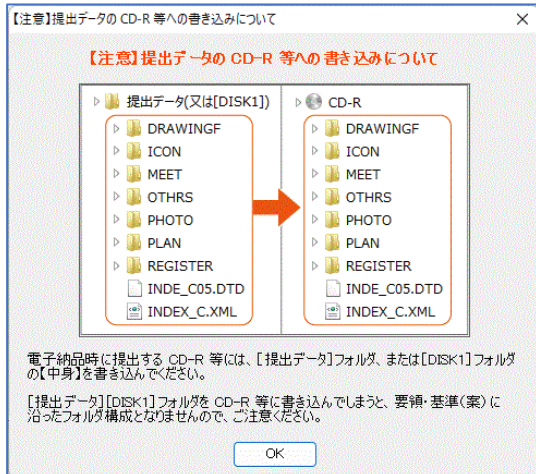 【注意】提出データの CD-R 等への書き込みについて
【注意】提出データの CD-R 等への書き込みについて
提出データ(又は[DISK1])
DRAWINGF
ICON
MEET
OTHRS
PHOTO
PLAN
REGISTER
INDE_C05.DTD
INDEX_C.XML
CD-R
DRAWINGF
ICON
MEET
OTHRS
PHOTO
PLAN
REGISTER
INDE_C05.DTD
INDEX_C.XML
電子納品時に提出する CD-R 等には、[提出データ]フォルダ、または[DISK1]フォルダ
の【中身】を書き込んでください。
[提出データ][DISK1]フォルダを CD-R 等に書き込んでしまうと、要領・基準(案)に
沿ったフォルダ構成となりませんので、ご注意ください。
OK